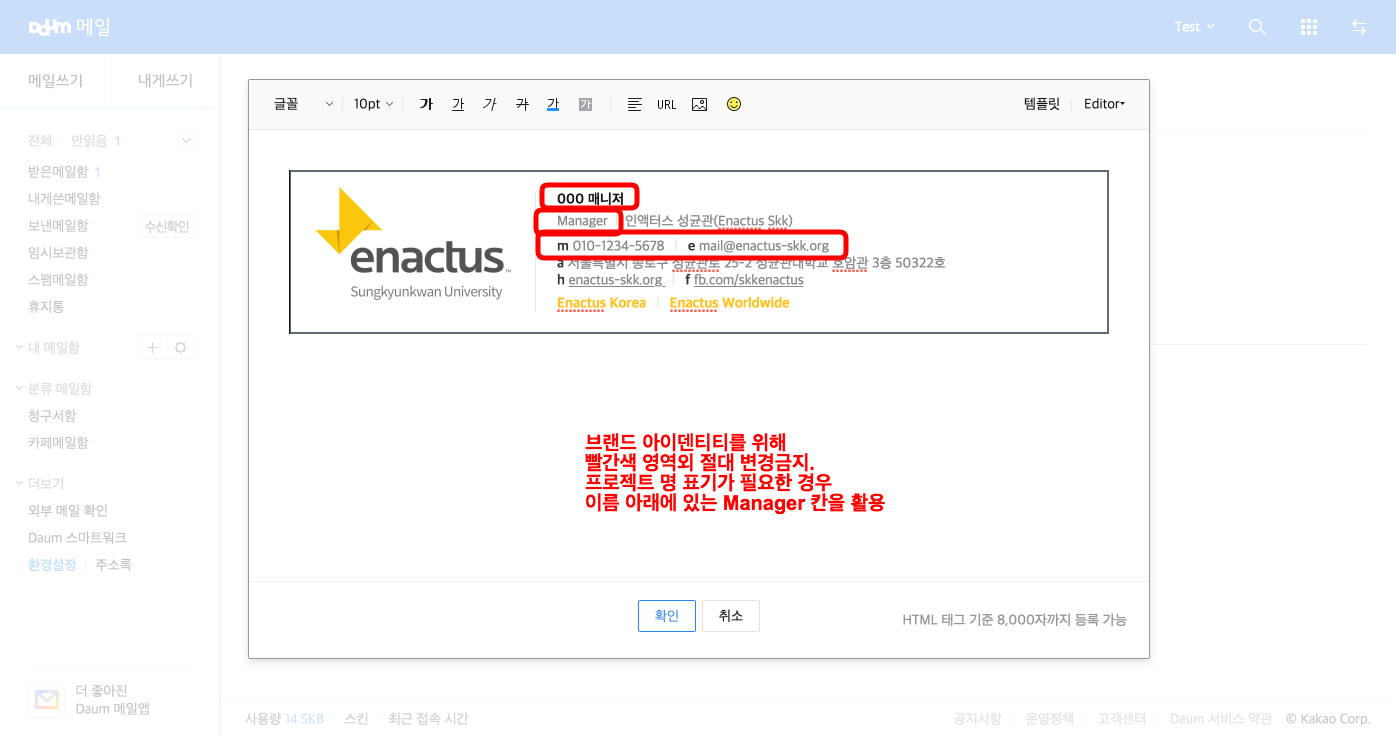 Daum 메일
Test
메일쓰기
내게쓰기
전체
안읽음 1
받은메일함 1
내게쓴메일함
보낸메일함
수신확인
임시보관함
스팸메일함
휴지통
내 메일함
분류 메일함
청구서함
카페메일함
더보기
외부 메일 확인
Daum 스마트워크
환경설정
주소록
더 좋아진
Daum 메일앱
글꼴
10pt
가 가 가 가 가 가
URL
템플릿
Editor
enactus™
Sungkyunkwan University
000 매니저
Manager 인액터스 성균관(Enactus Skk)
m 010-1234-5678 e mail@enactus-skk.org
a 서울특별시 종로구 성균관로 25-2 성균관대학교 호암관 3층 50322호
h enactus-skk.org f fb.com/skkenactus
Enactus Korea Enactus Worldwide
브랜드 아이덴티티를 위해
빨간색 영역외 절대 변경금지.
프로젝트 명 표기가 필요한 경우
이름 아래에 있는 Manager 칸을 활용
확인
취소
HTML 태그 기준 8,000자까지 등록 가능
사용량 14.5KB
스킨
최근 접속 시간
공지사항
운영정책
고객센터
Daum 서비스 약관
© Kakao Corp.